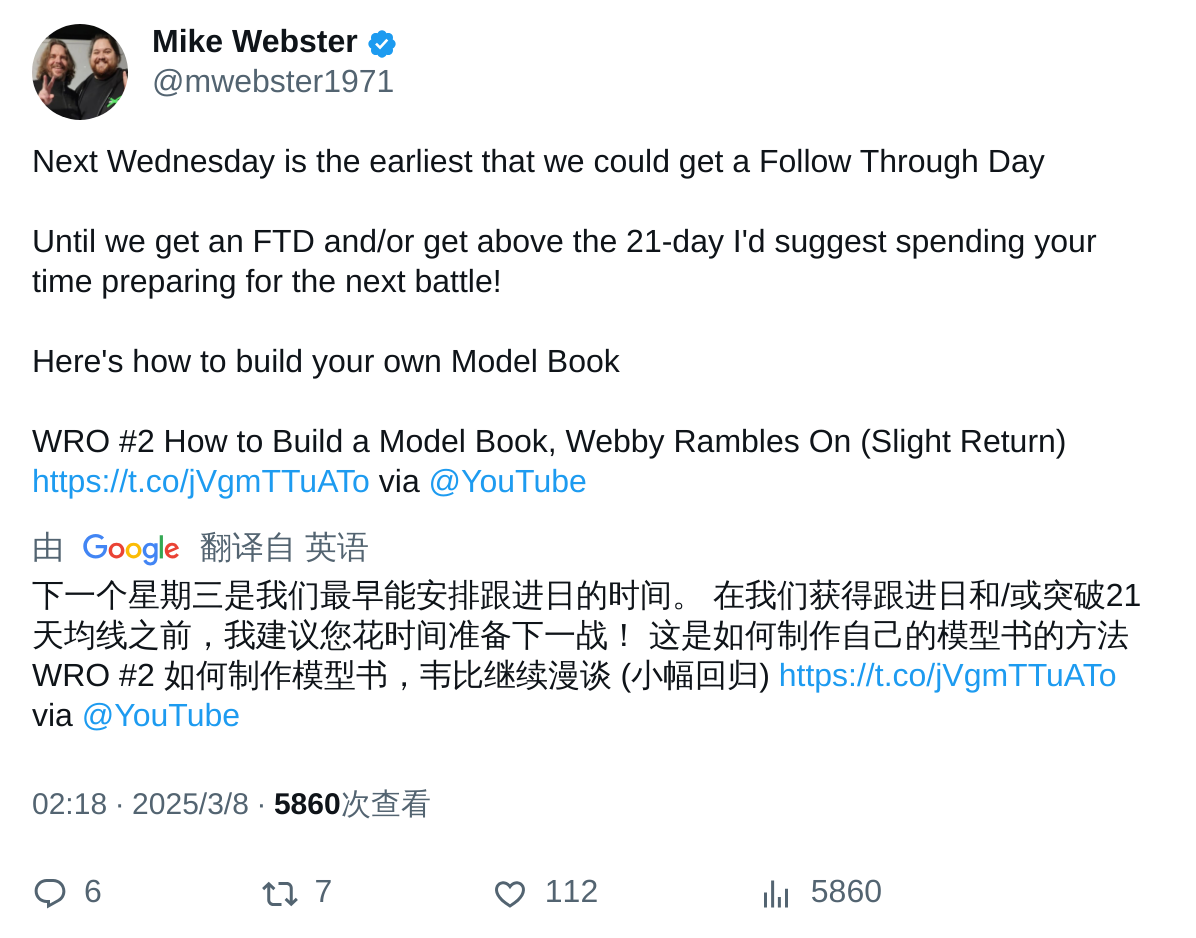 Mike Webster
@mwebster1971
Next Wednesday is the earliest that we could get a Follow Through Day
Until we get an FTD and/or get above the 21-day I'd suggest spending your
time preparing for the next battle!
Here's how to build your own Model Book
WRO #2 How to Build a Model Book, Webby Rambles On (Slight Return)
https://t.co/jVgmTTuATo via @YouTube
由 Google 翻译自 英语
下一个星期三是我们最早能安排跟进日的时间。 在我们获得跟进日和/或突破21
天均线之前，我建议您花时间准备下一战！ 这是如何制作自己的模型书的方法
WRO #2 如何制作模型书，韦比继续漫谈 (小幅回归) https://t.co/jVgmTTuATo
via @YouTube
02:18 · 2025/3/8 · 5860次查看
6 7 112 5860